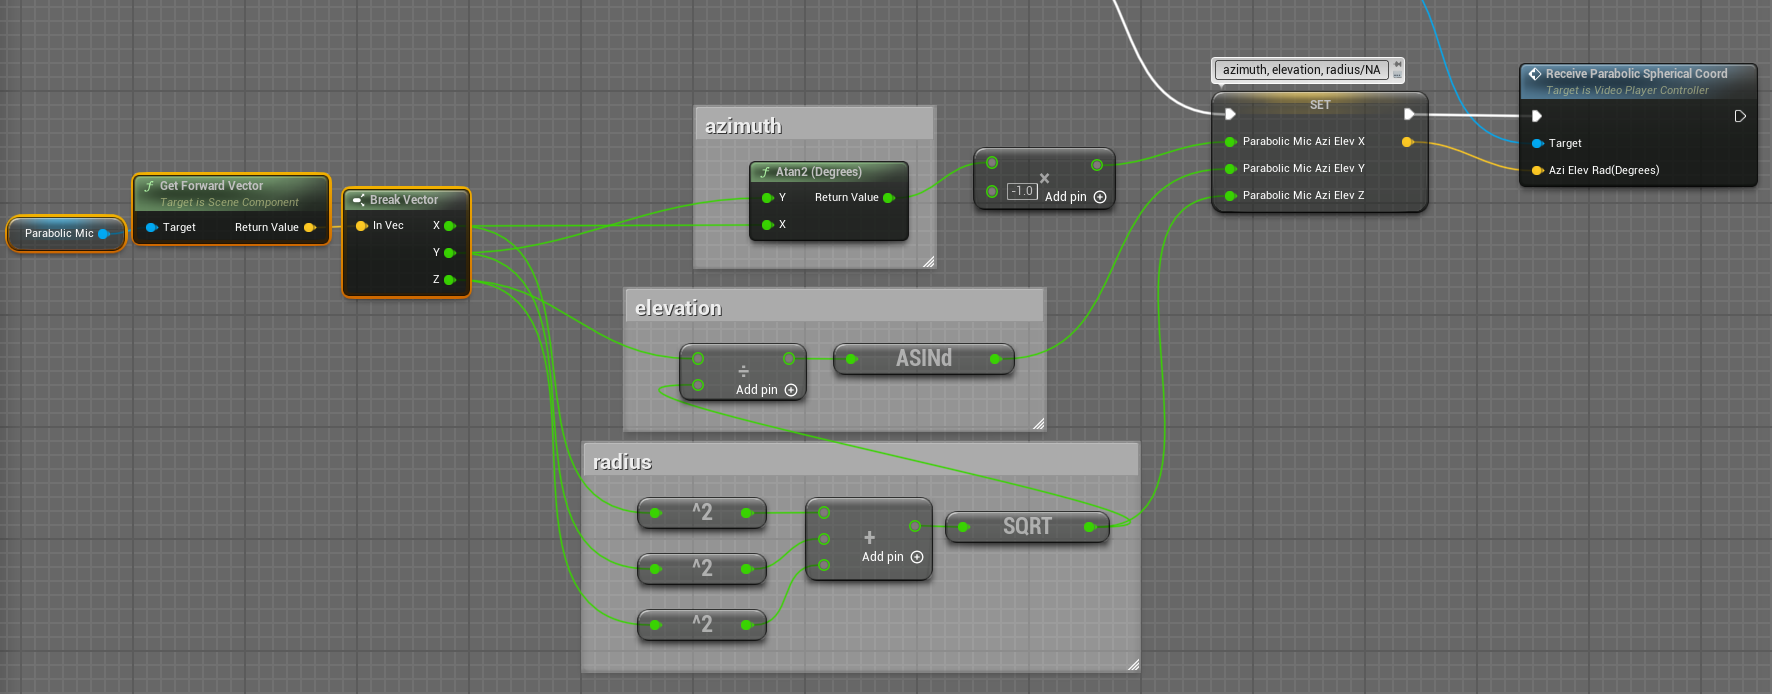 azimuth, elevation, radius/NA
Receive Parabolic Spherical Coord
Target is Video Player Controller
Target
Azi Elev Rad(Degrees)
SET
Parabolic Mic Azi Elev X
Parabolic Mic Azi Elev Y
Parabolic Mic Azi Elev Z
azimuth
Atan2 (Degrees)
Y
Return Value
X
×
-1.0
Add pin
Get Forward Vector
Target is Scene Component
Target
Return Value
Parabolic Mic
Break Vector
In Vec
X
Y
Z
elevation
÷
Add pin
ASINd
radius
^2
^2
^2
+
Add pin
SQRT